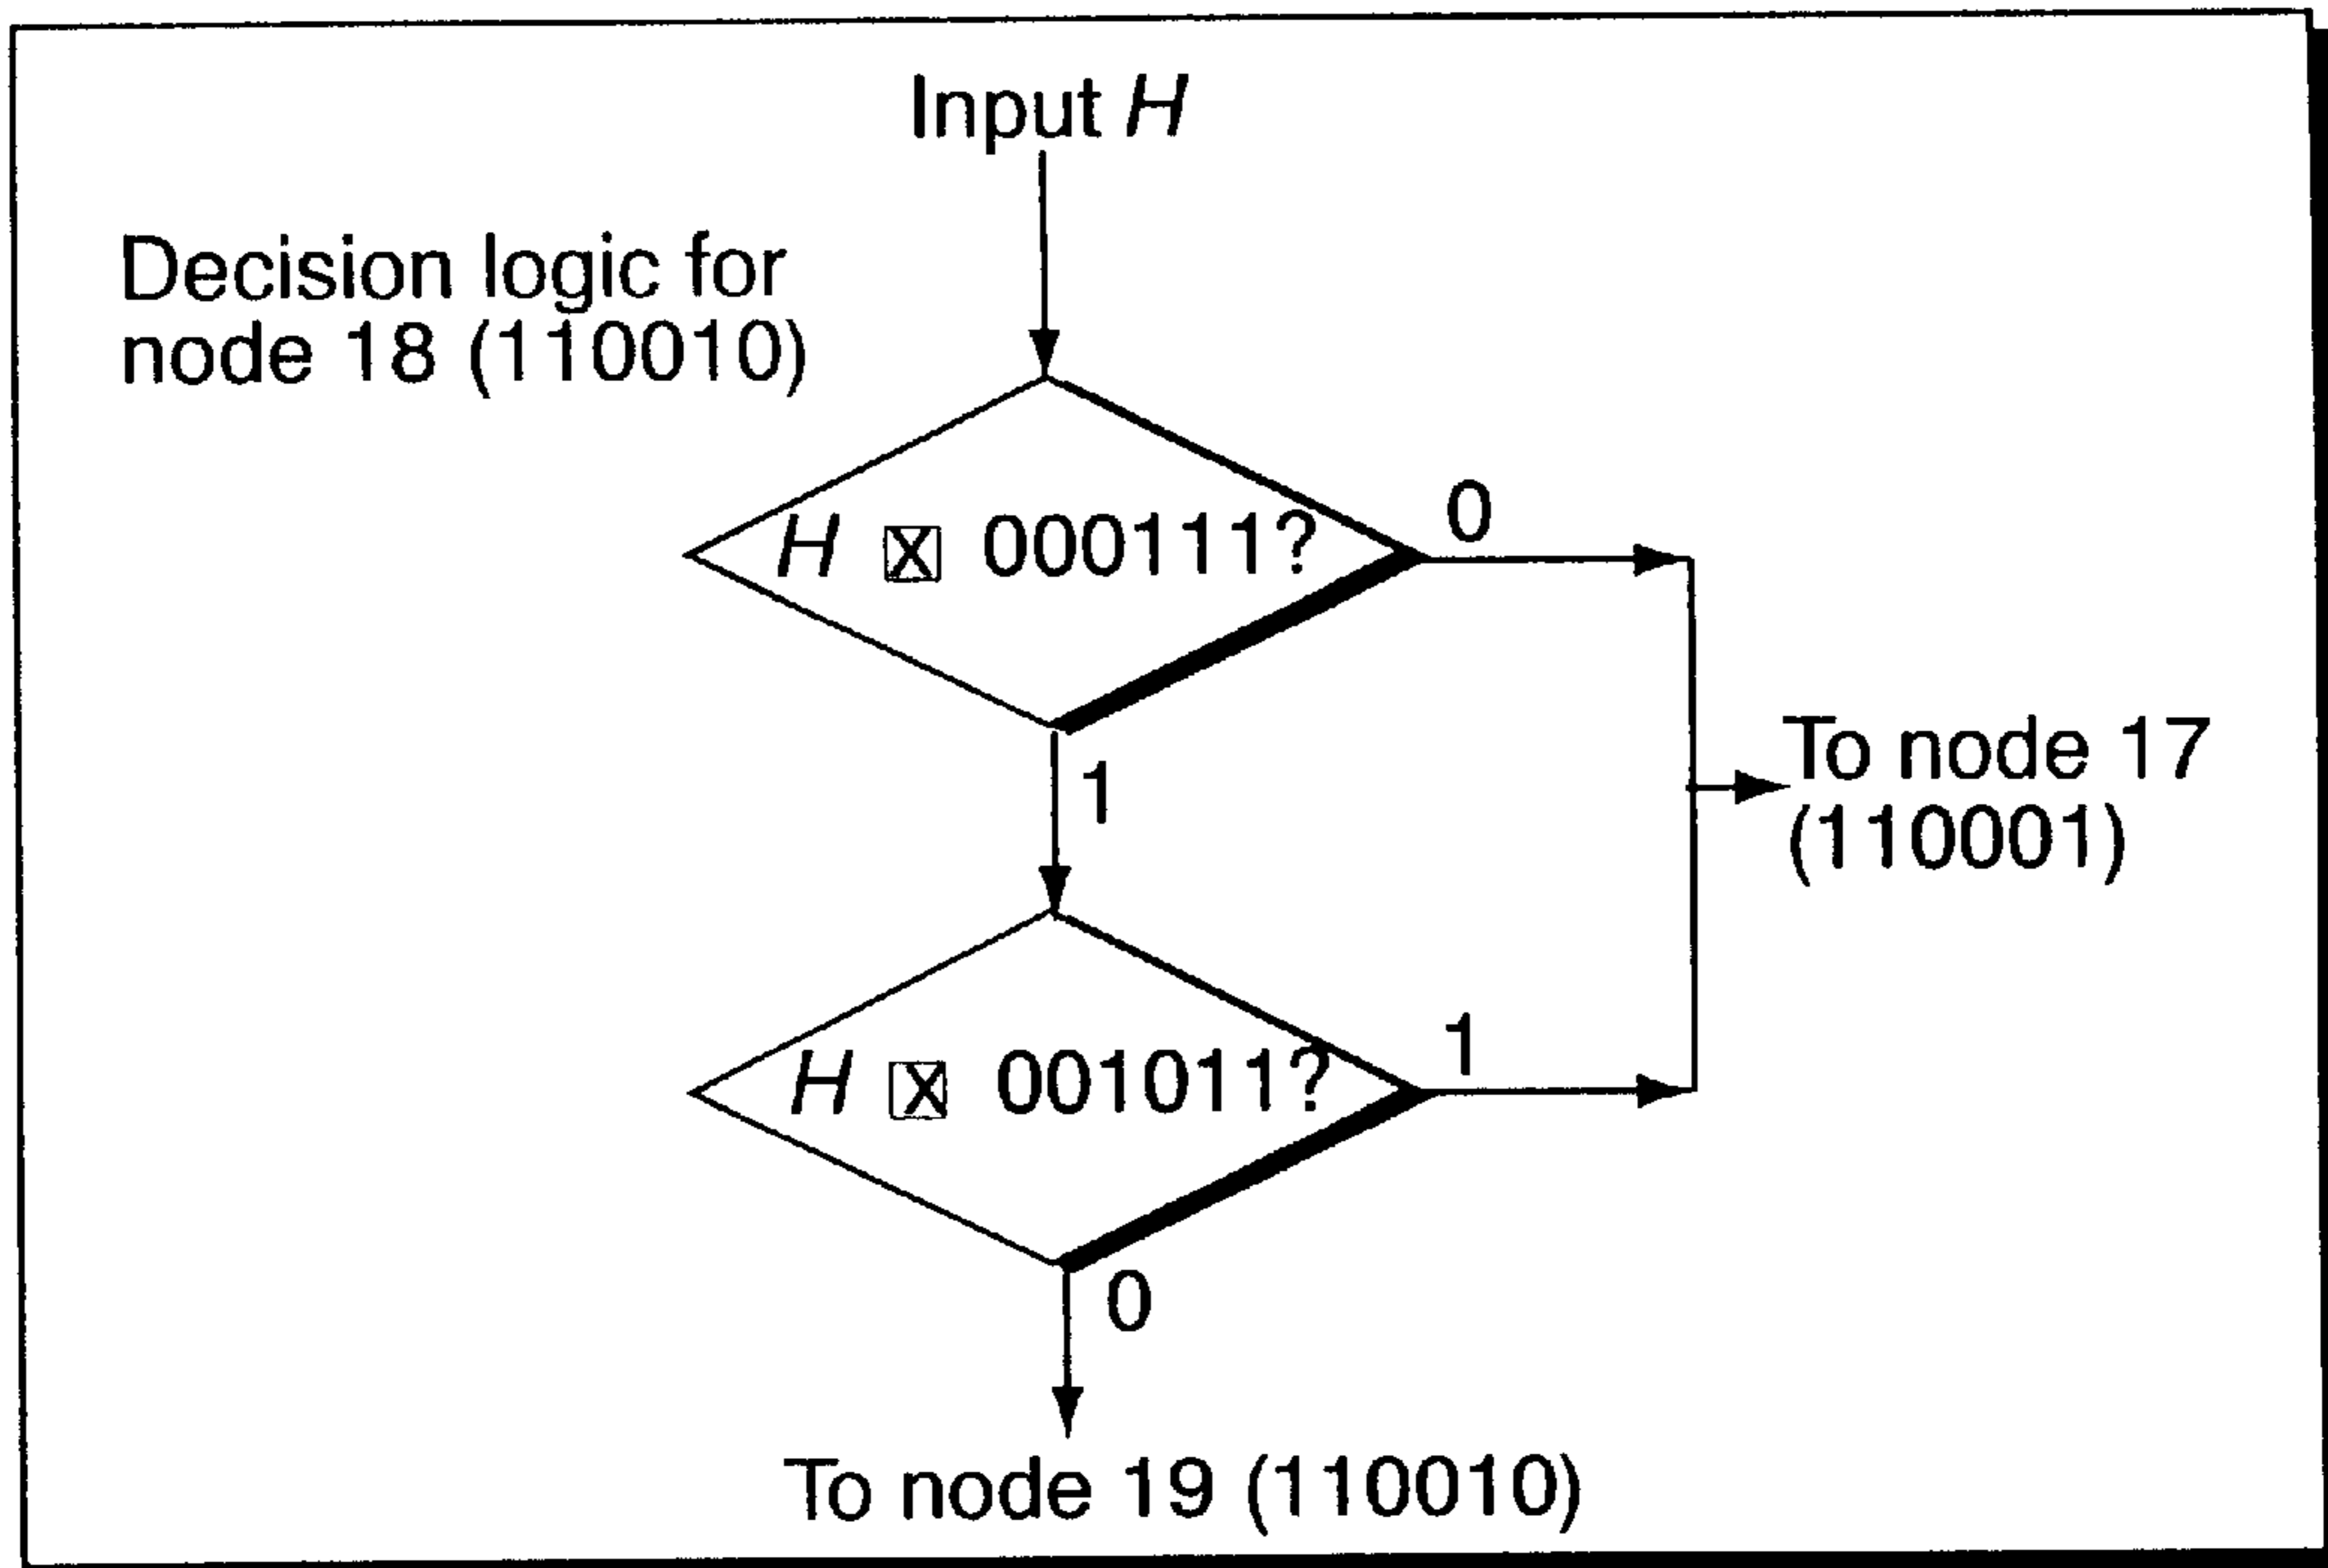 Input H
Decision logic for
node 18 (110010)
H ☒ 000111?
0
1
To node 17
(110001)
H ☒ 001011?
1
0
To node 19 (110010)